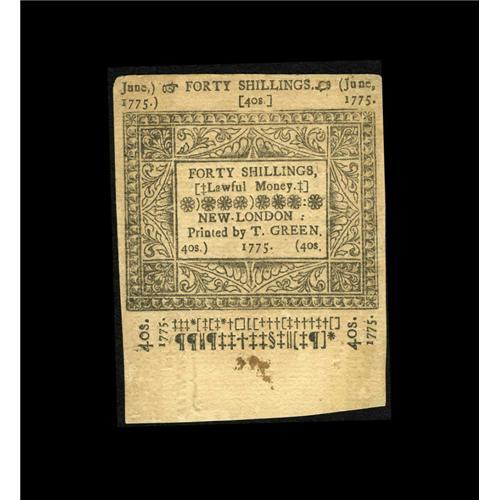 June,) ☞ FORTY SHILLINGS. ☜ (June,
1775.) [40s.] 1775.
FORTY SHILLINGS,
[‡Lawful Money.‡]
NEW-LONDON :
Printed by T. GREEN,
40s.) 1775. (40s.
40s.
1775.
1775.
40s.